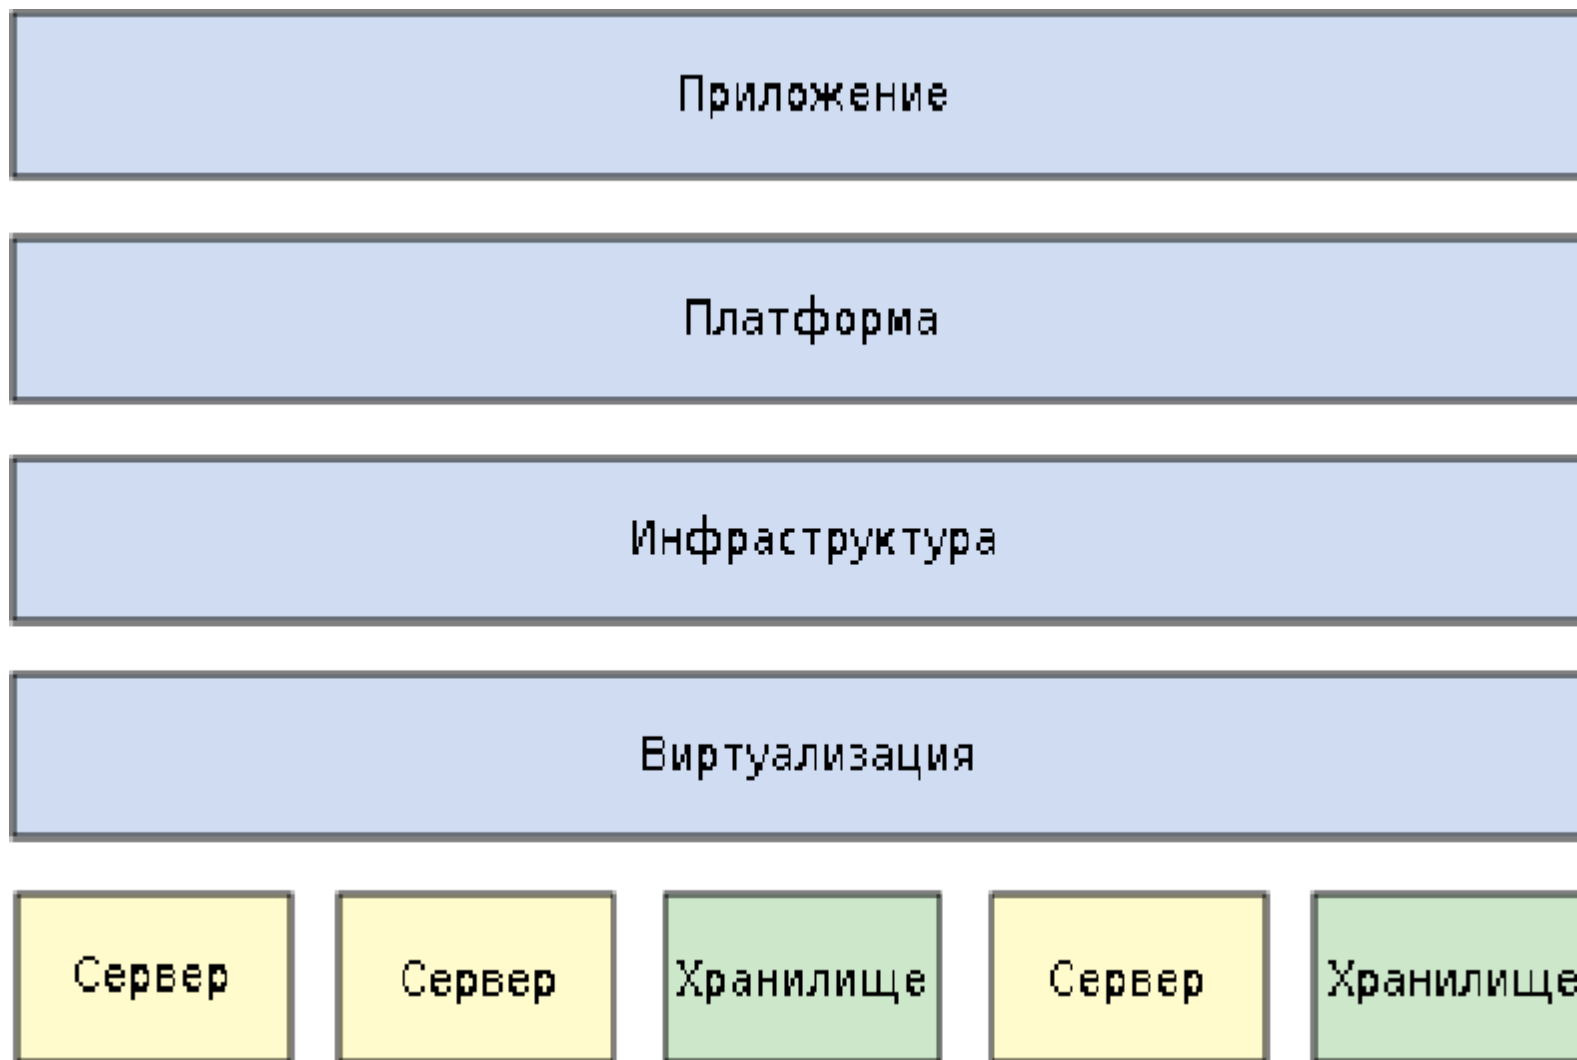 Приложение
Платформа
Инфраструктура
Виртуализация
Сервер Сервер Хранилище Сервер Хранилище